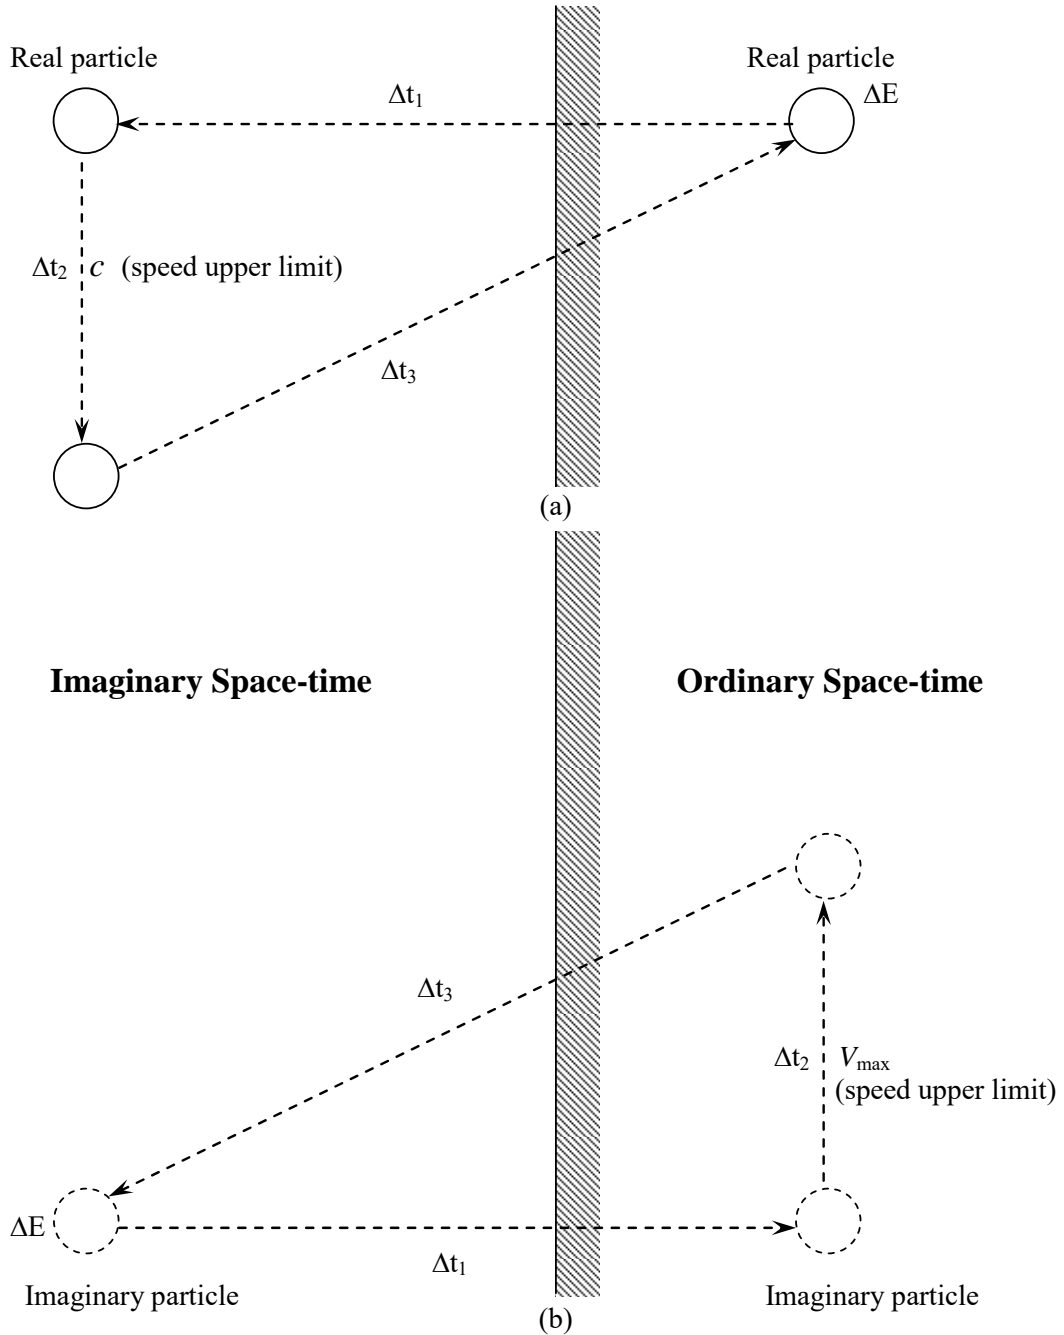 Real particle
Real particle
Δt1
ΔE
Δt2 c (speed upper limit)
Δt3
(a)
Imaginary Space-time
Ordinary Space-time
Δt3
Δt2 Vmax
(speed upper limit)
ΔE
Δt1
Imaginary particle
Imaginary particle
(b)